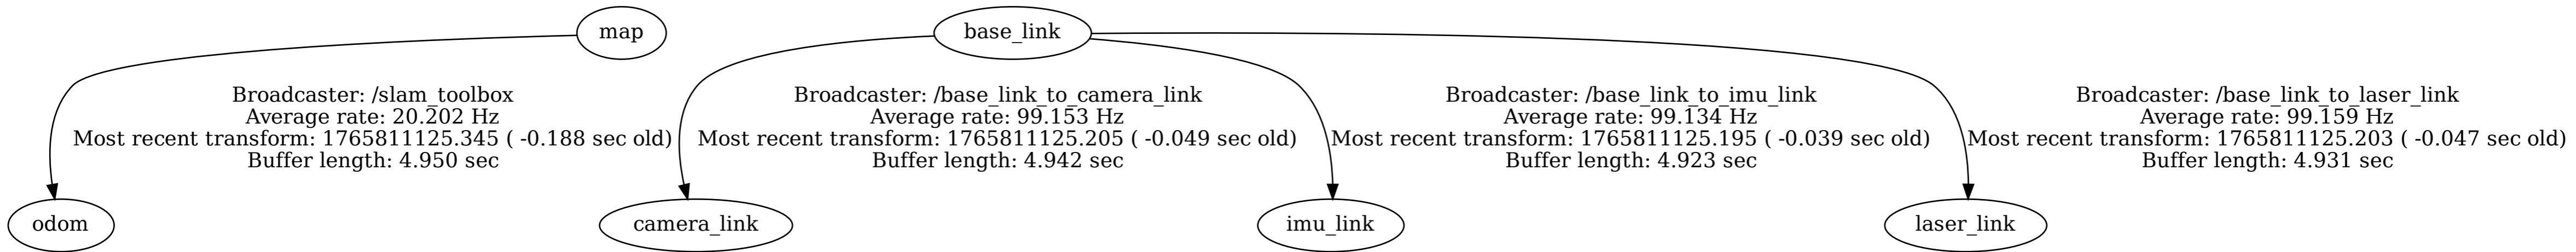 map
base_link
Broadcaster: /slam_toolbox
Average rate: 20.202 Hz
Most recent transform: 1765811125.345 ( -0.188 sec old)
Buffer length: 4.950 sec
Broadcaster: /base_link_to_camera_link
Average rate: 99.153 Hz
Most recent transform: 1765811125.205 ( -0.049 sec old)
Buffer length: 4.942 sec
Broadcaster: /base_link_to_imu_link
Average rate: 99.134 Hz
Most recent transform: 1765811125.195 ( -0.039 sec old)
Buffer length: 4.923 sec
Broadcaster: /base_link_to_laser_link
Average rate: 99.159 Hz
Most recent transform: 1765811125.203 ( -0.047 sec old)
Buffer length: 4.931 sec
odom
camera_link
imu_link
laser_link